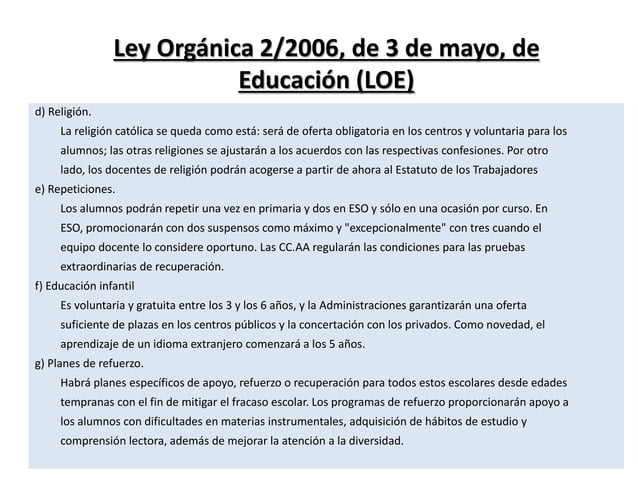 Ley Orgánica 2/2006, de 3 de mayo, de
Educación (LOE)
d) Religión.
La religión católica se queda como está: será de oferta obligatoria en los centros y voluntaria para los
alumnos; las otras religiones se ajustarán a los acuerdos con las respectivas confesiones. Por otro
lado, los docentes de religión podrán acogerse a partir de ahora al Estatuto de los Trabajadores
e) Repeticiones.
Los alumnos podrán repetir una vez en primaria y dos en ESO y sólo en una ocasión por curso. En
ESO, promocionarán con dos suspensos como máximo y "excepcionalmente" con tres cuando el
equipo docente lo considere oportuno. Las CC.AA regularán las condiciones para las pruebas
extraordinarias de recuperación.
f) Educación infantil
Es voluntaria y gratuita entre los 3 y los 6 años, y la Administraciones garantizarán una oferta
suficiente de plazas en los centros públicos y la concertación con los privados. Como novedad, el
aprendizaje de un idioma extranjero comenzará a los 5 años.
g) Planes de refuerzo.
Habrá planes específicos de apoyo, refuerzo o recuperación para todos estos escolares desde edades
tempranas con el fin de mitigar el fracaso escolar. Los programas de refuerzo proporcionarán apoyo a
los alumnos con dificultades en materias instrumentales, adquisición de hábitos de estudio y
comprensión lectora, además de mejorar la atención a la diversidad.